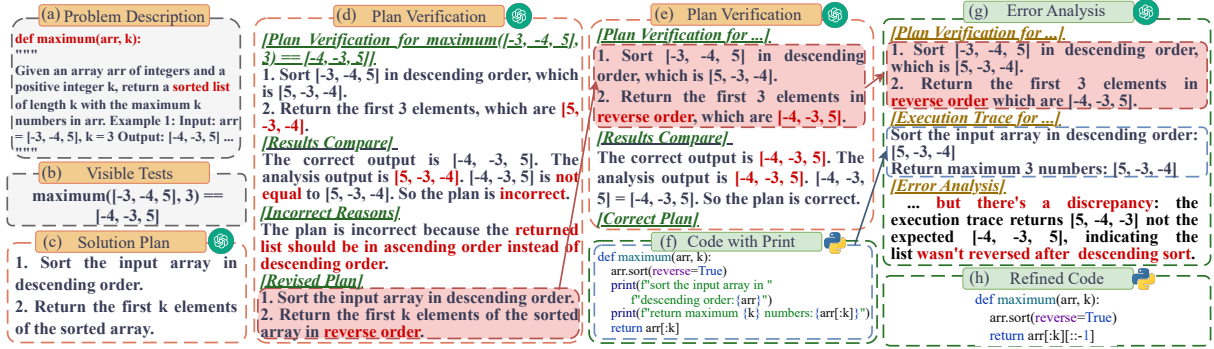 (a) Problem Description
def maximum(arr, k):
"""
Given an array arr of integers and a
positive integer k, return a sorted list
of length k with the maximum k
numbers in arr. Example 1: Input: arr
= [-3, -4, 5], k = 3 Output: [-4, -3, 5] ...
"""
(b) Visible Tests
maximum([-3, -4, 5], 3) ==
[-4, -3, 5]
(c) Solution Plan
1. Sort the input array in
descending order.
2. Return the first k elements
of the sorted array.
(d) Plan Verification
[Plan Verification for maximum([-3, -4, 5],
3) == [-4, -3, 5]]
1. Sort [-3, -4, 5] in descending order, which
is [5, -3, -4].
2. Return the first 3 elements, which are [5,
-3, -4].
[Results Compare]
The correct output is [-4, -3, 5]. The
analysis output is [5, -3, -4]. [-4, -3, 5] is not
equal to [5, -3, -4]. So the plan is incorrect.
[Incorrect Reasons]
The plan is incorrect because the returned
list should be in ascending order instead of
descending order.
[Revised Plan]
1. Sort the input array in descending order.
2. Return the first k elements of the sorted
array in reverse order.
(e) Plan Verification
[Plan Verification for ...]
1. Sort [-3, -4, 5] in descending
order, which is [5, -3, -4].
2. Return the first 3 elements in
reverse order, which are [-4, -3, 5].
[Results Compare]
The correct output is [-4, -3, 5]. The
analysis output is [-4, -3, 5]. [-4, -3,
5] = [-4, -3, 5]. So the plan is correct.
[Correct Plan]
(f) Code with Print
def maximum(arr, k):
arr.sort(reverse=True)
print(f"sort the input array in "
f"descending order:{arr}")
print(f"return maximum {k} numbers:{arr[:k]}")
return arr[:k]
(g) Error Analysis
[Plan Verification for ...]
1. Sort [-3, -4, 5] in descending order,
which is [5, -3, -4].
2. Return the first 3 elements in
reverse order which are [-4, -3, 5].
[Execution Trace for ...]
Sort the input array in descending order:
[5, -3, -4]
Return maximum 3 numbers: [5, -3, -4]
[Error Analysis]
... but there's a discrepancy: the
execution trace returns [5, -4, -3] not the
expected [-4, -3, 5], indicating the
list wasn't reversed after descending sort.
(h) Refined Code
def maximum(arr, k):
arr.sort(reverse=True)
return arr[:k][::-1]